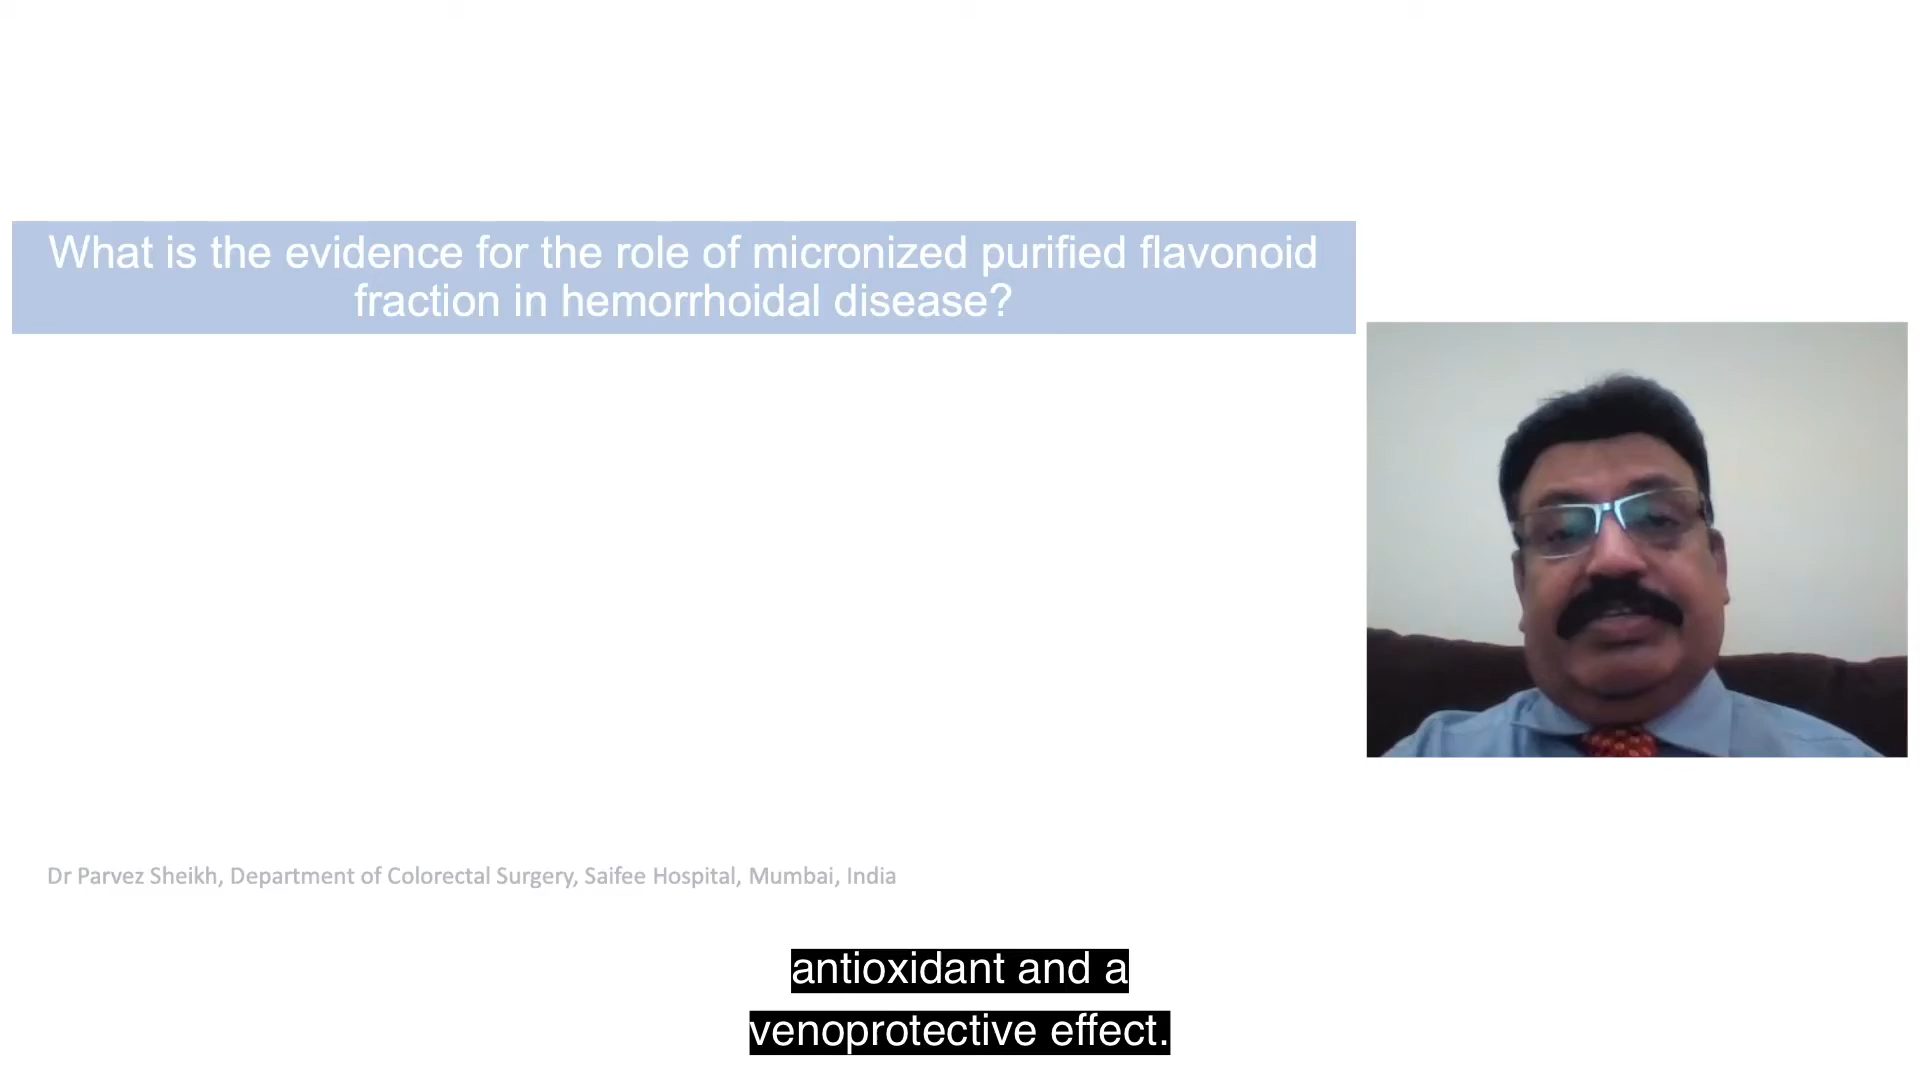 What is the evidence for the role of micronized purified flavonoid
fraction in hemorrhoidal disease?
Dr Parvez Sheikh, Department of Colorectal Surgery, Saifee Hospital, Mumbai, India
antioxidant and a
venoprotective effect.